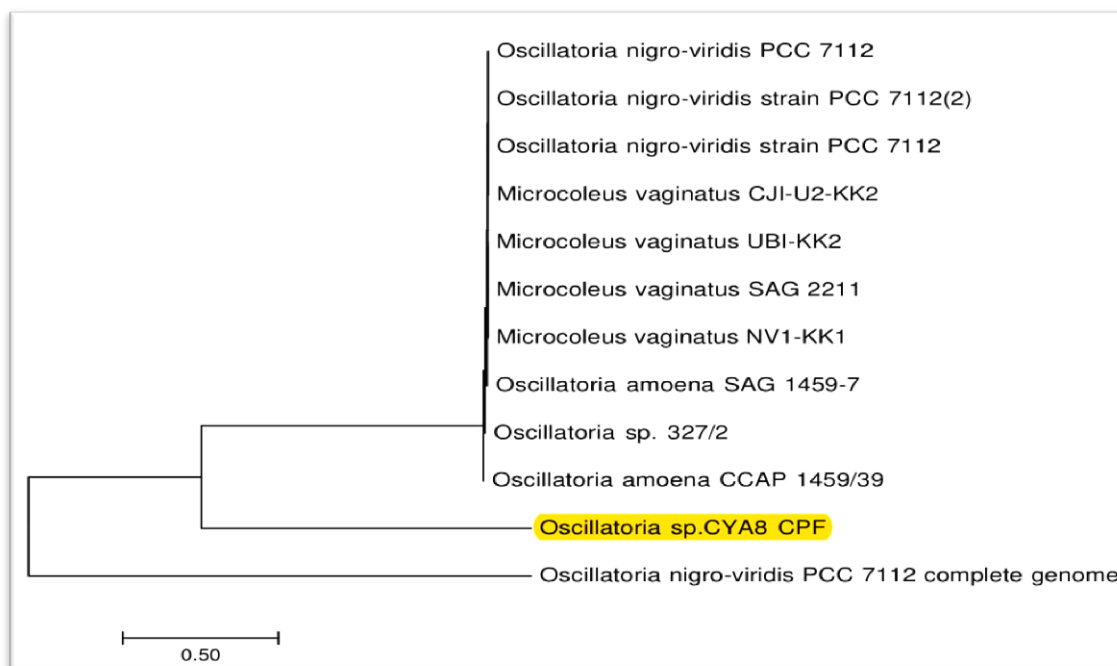 Oscillatoria nigro-viridis PCC 7112
Oscillatoria nigro-viridis strain PCC 7112(2)
Oscillatoria nigro-viridis strain PCC 7112
Microcoleus vaginatus CJI-U2-KK2
Microcoleus vaginatus UBI-KK2
Microcoleus vaginatus SAG 2211
Microcoleus vaginatus NV1-KK1
Oscillatoria amoena SAG 1459-7
Oscillatoria sp. 327/2
Oscillatoria amoena CCAP 1459/39
Oscillatoria sp.CYA8 CPF
Oscillatoria nigro-viridis PCC 7112 complete genome
0.50